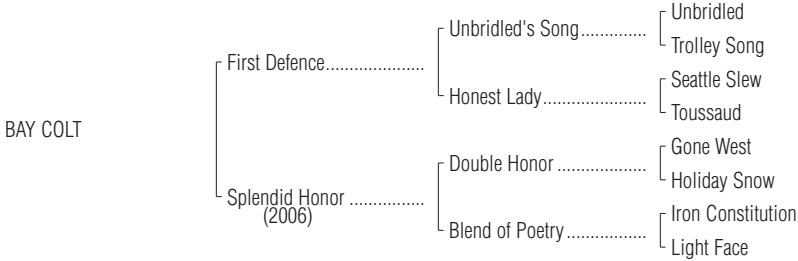 Unbridled
Unbridled's Song..............
Trolley Song
First Defence.....................
Seattle Slew
Honest Lady......................
Toussaud
BAY COLT
Gone West
Double Honor ...................
Holiday Snow
Splendid Honor ................
(2006)
Iron Constitution
Blend of Poetry.................
Light Face